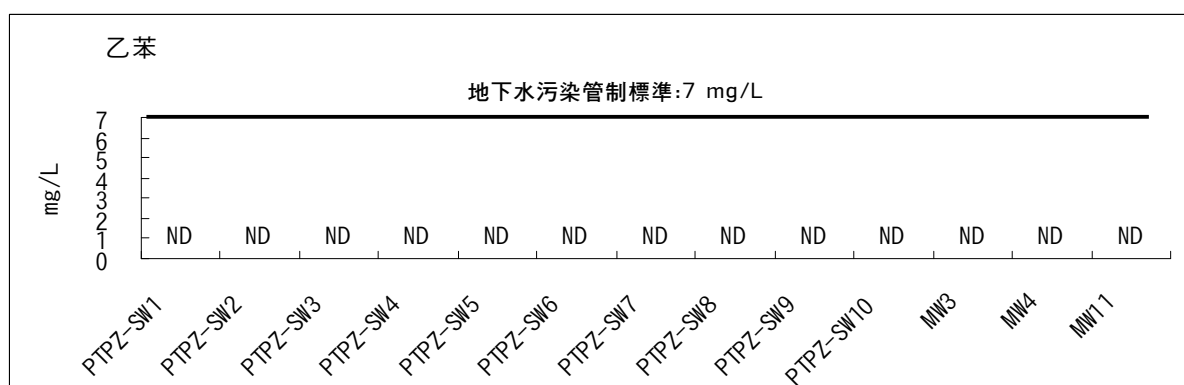 乙苯
地下水污染管制標準:7 mg/L
mg/L
7
6
5
4
3
2
1
0
ND ND ND ND ND ND ND ND ND ND ND ND ND
PTPZ-SW1 PTPZ-SW2 PTPZ-SW3 PTPZ-SW4 PTPZ-SW5 PTPZ-SW6 PTPZ-SW7 PTPZ-SW8 PTPZ-SW9 PTPZ-SW10 MW3 MW4 MW11